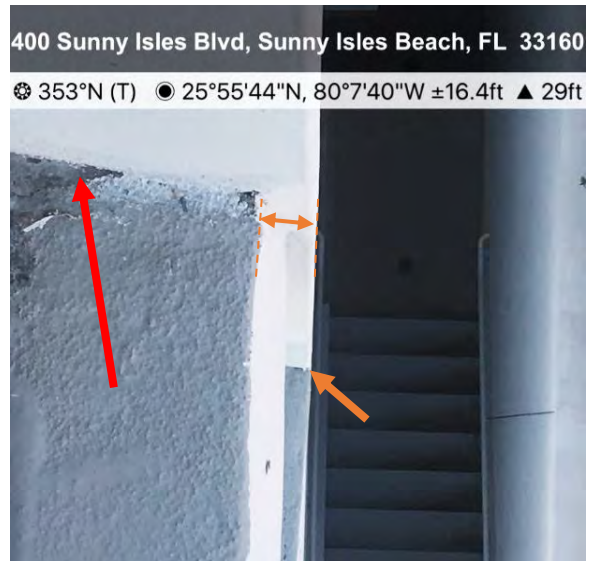 400 Sunny Isles Blvd, Sunny Isles Beach, FL 33160
353°N (T) 25°55'44"N, 80°7'40"W ±16.4ft ▲ 29ft